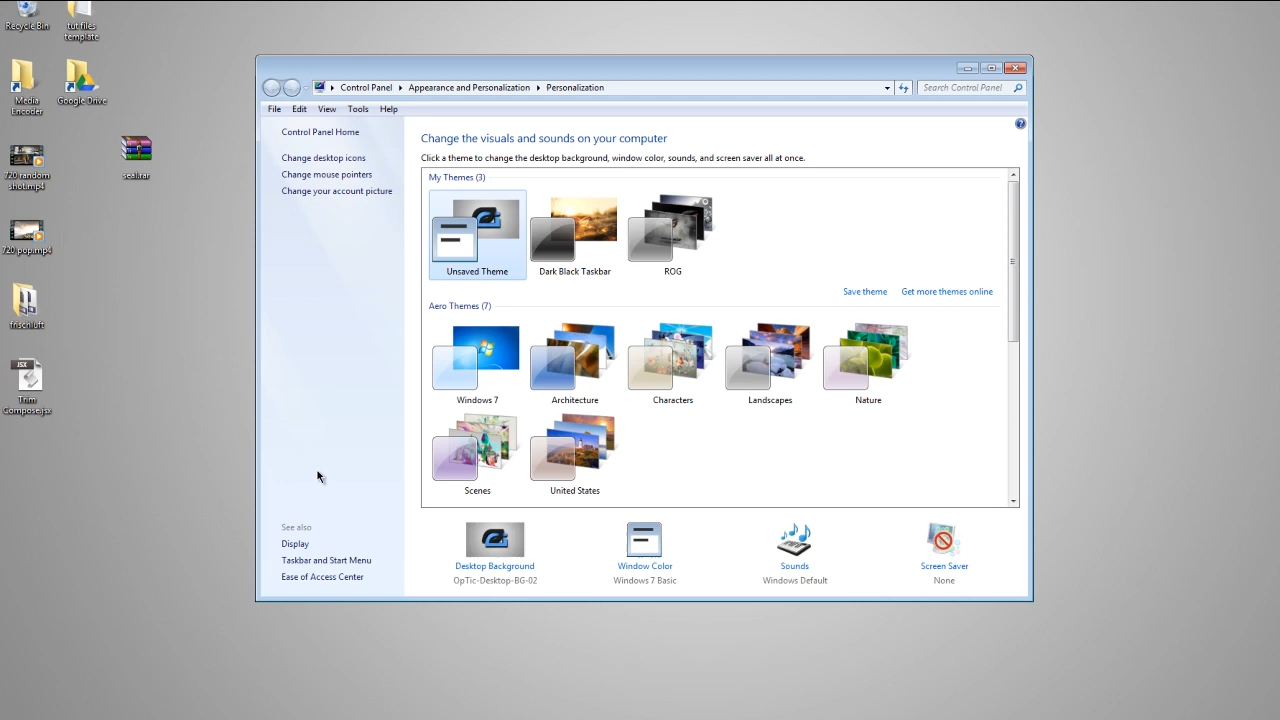 Recycle Bin
tut files
template
Media
Encoder
Google Drive
720 random
shot.mp4
seal.rar
720 pop.mp4
frischluft
JSX
Trim
Compose.jsx
Control Panel
Appearance and Personalization
Personalization
Search Control Panel
File
Edit
View
Tools
Help
Control Panel Home
Change desktop icons
Change mouse pointers
Change your account picture
See also
Display
Taskbar and Start Menu
Ease of Access Center
Change the visuals and sounds on your computer
Click a theme to change the desktop background, window color, sounds, and screen saver all at once.
My Themes (3)
Unsaved Theme
Dark Black Taskbar
ROG
Save theme
Get more themes online
Aero Themes (7)
Windows 7
Architecture
Characters
Landscapes
Nature
Scenes
United States
Desktop Background
OpTic-Desktop-BG-02
Window Color
Windows 7 Basic
Sounds
Windows Default
Screen Saver
None